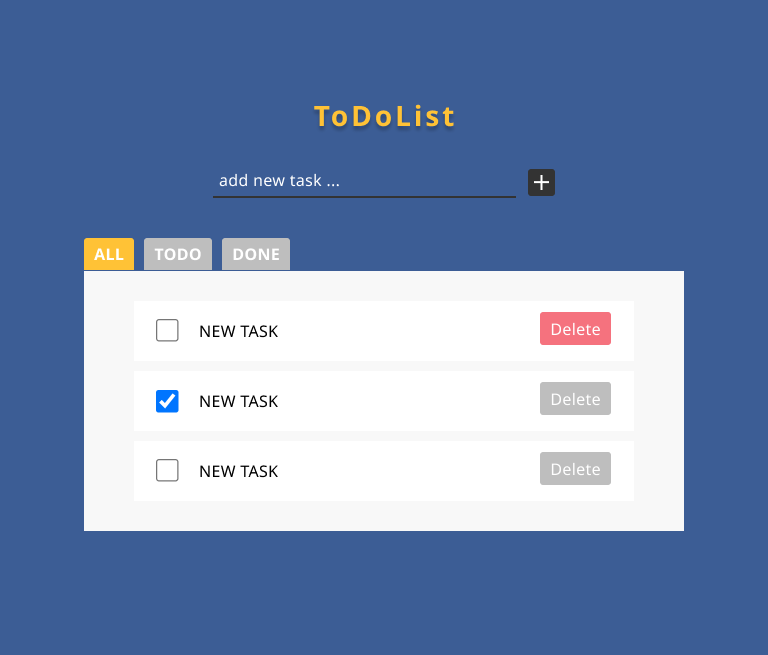 ToDoList
add new task ...
ALL TODO DONE
NEW TASK Delete
NEW TASK Delete
NEW TASK Delete